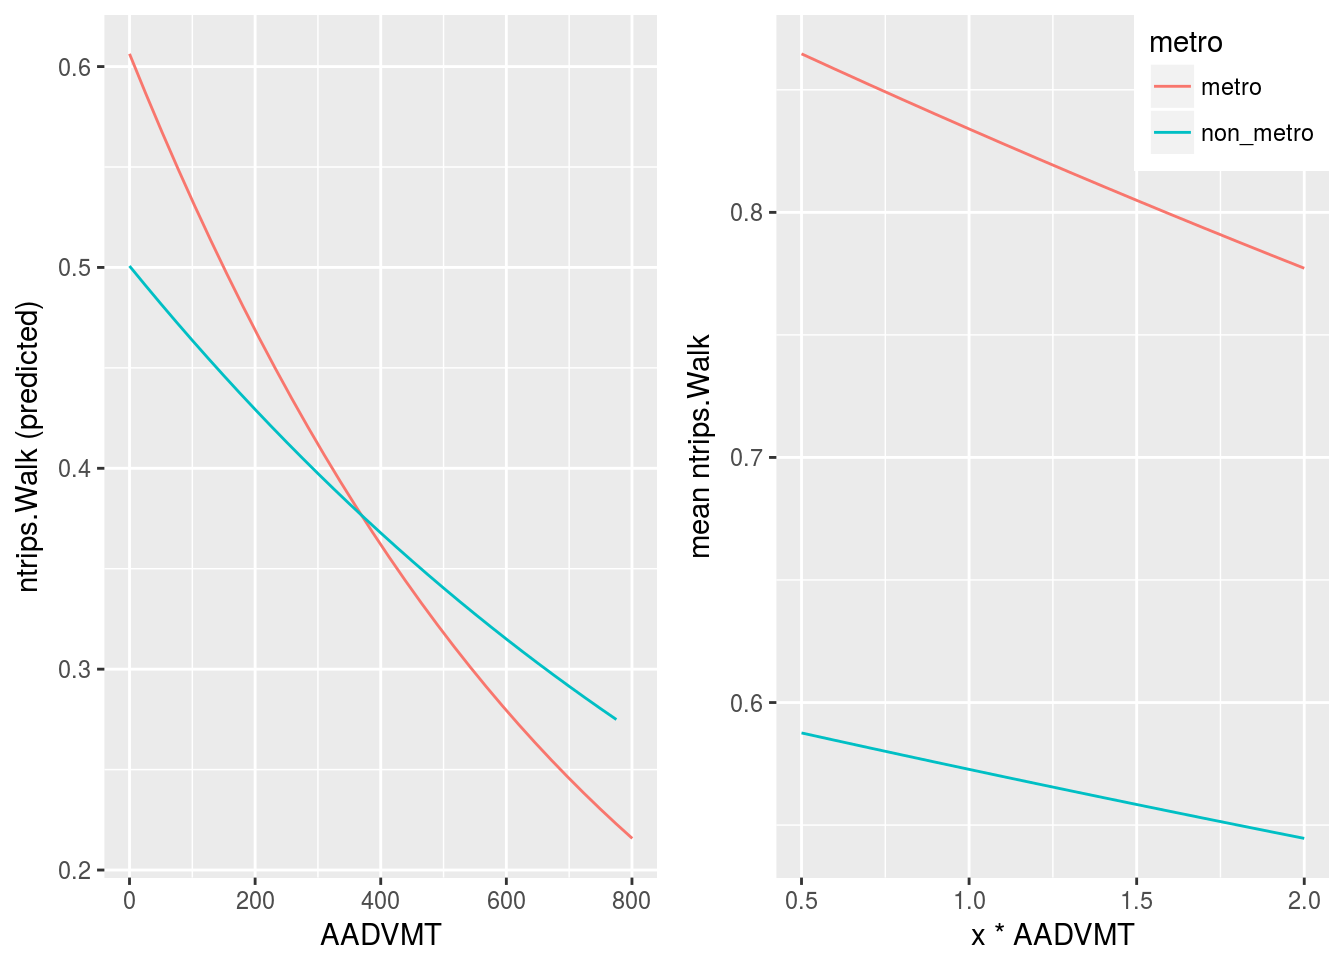 ntrips.Walk (predicted)
0.6
0.5
0.4
0.3
0.2
0 200 400 600 800
AADVMT
mean ntrips.Walk
0.8
0.7
0.6
0.5 1.0 1.5 2.0
x * AADVMT
metro
metro
non_metro